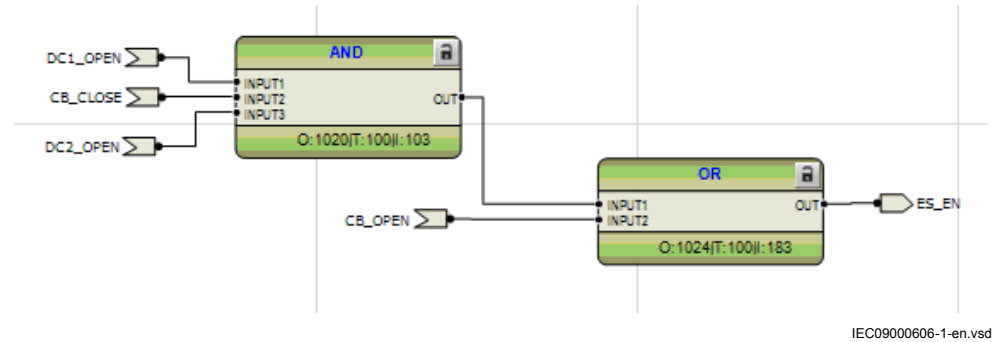 DC1_OPEN
CB_CLOSE
DC2_OPEN
AND
INPUT1
INPUT2
INPUT3
OUT
O:1020|T:100|I:103
CB_OPEN
OR
INPUT1
INPUT2
OUT
O:1024|T:100|I:183
ES_EN
IEC09000606-1-en.vsd